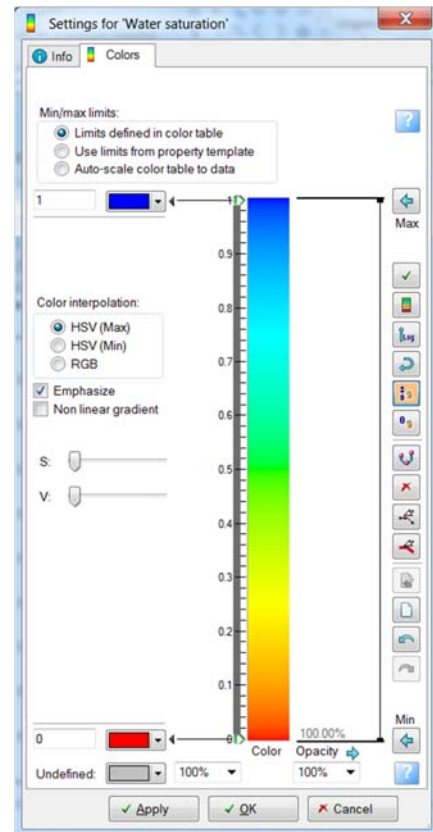 Settings for 'Water saturation'
Info Colors
Min/max limits:
Limits defined in color table
Use limits from property template
Auto-scale color table to data
1
1
Max
0.9
Color interpolation:
0.8
HSV (Max)
HSV (Min)
RGB
0.7
Emphasize
Non linear gradient
0.6
S:
0.5
V:
0.4
0.3
0.2
0.1
Min
0
0
100.00%
Color Opacity
Undefined: 100% 100%
Apply OK Cancel